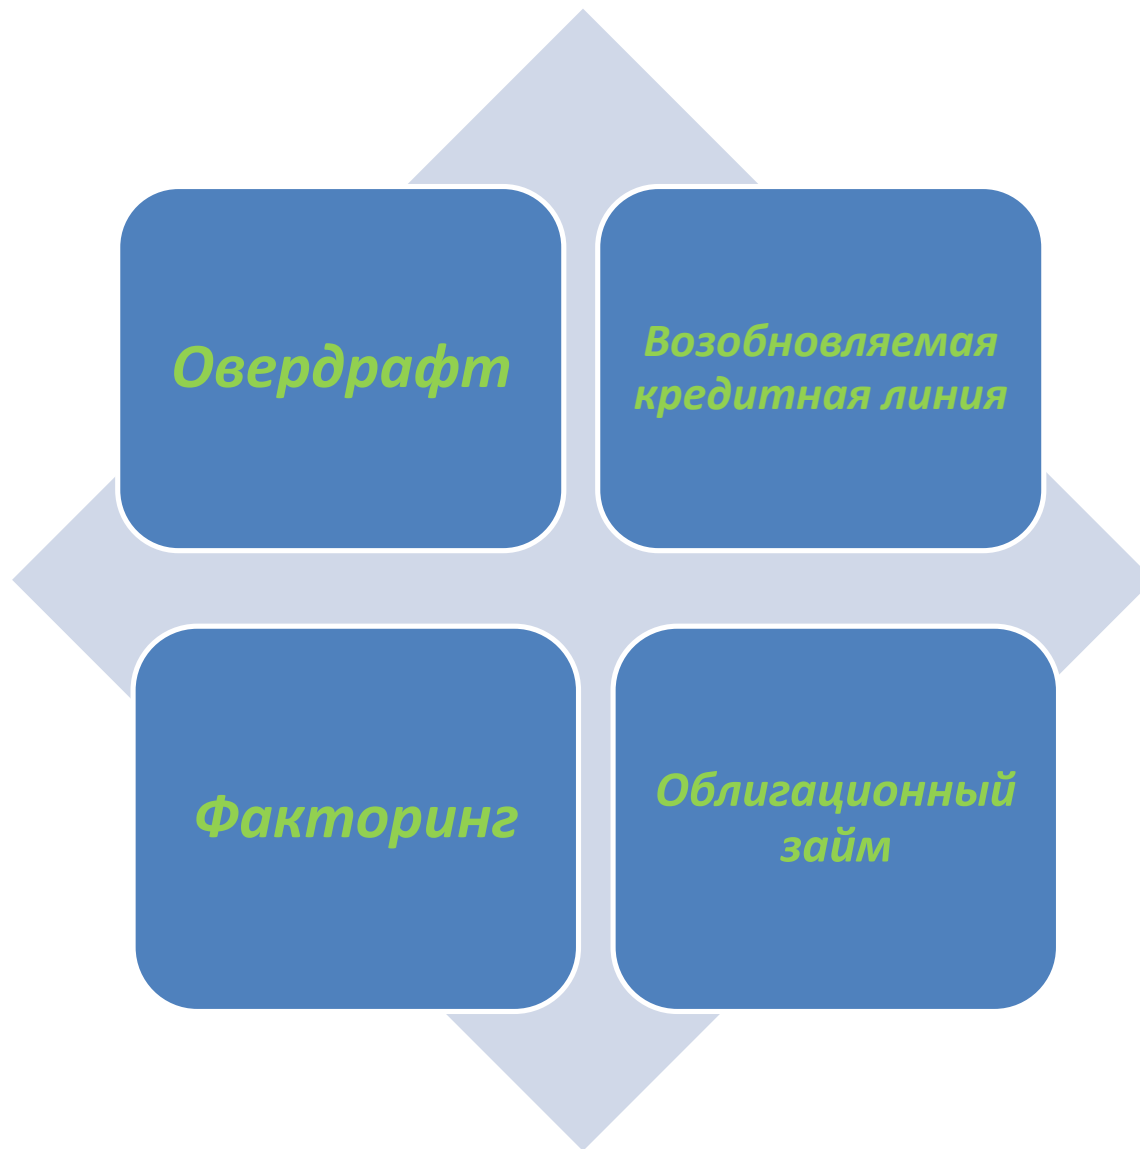 Овердрафт
Возобновляемая
кредитная линия
Факторинг
Облигационный
займ